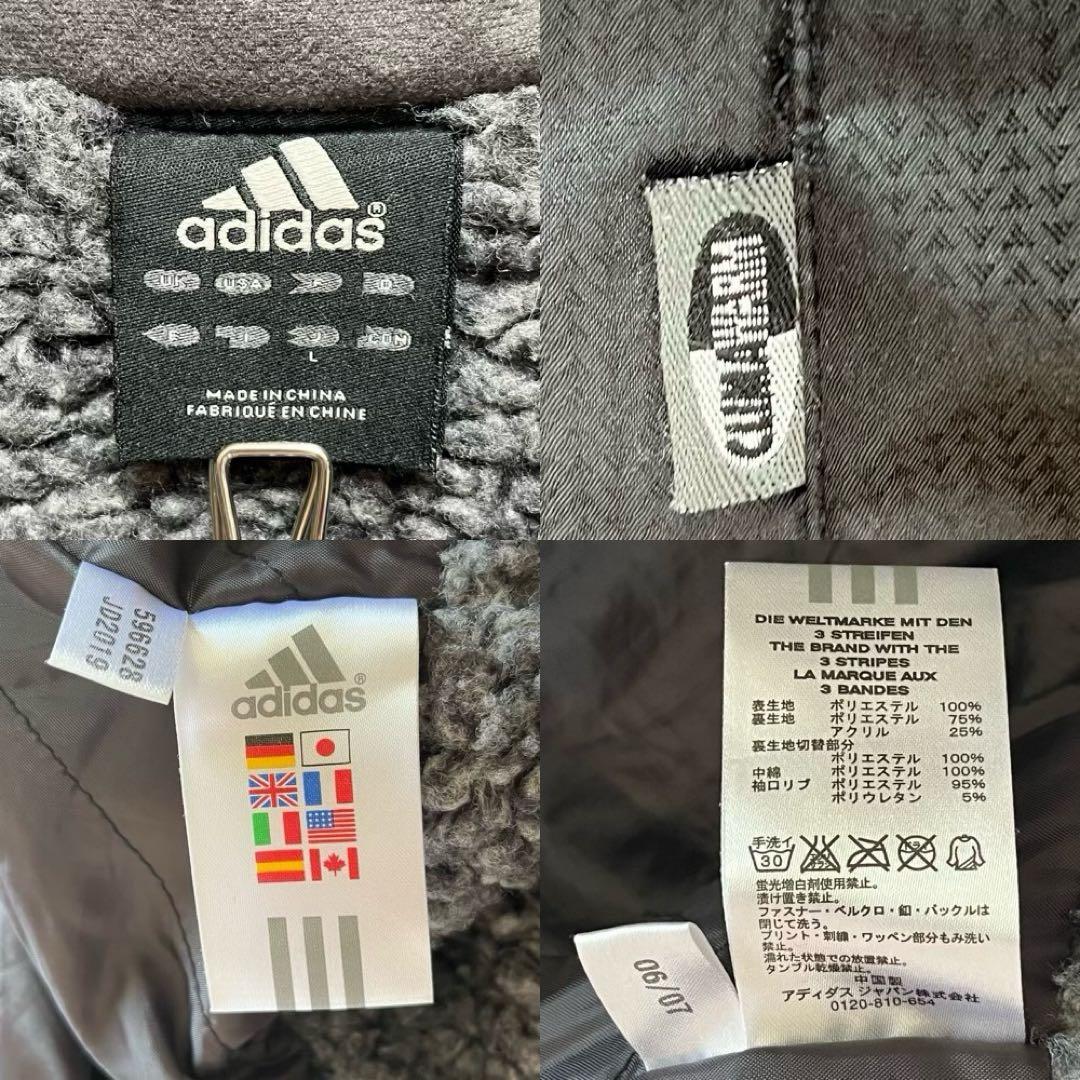 adidas
UK USA F D
E I J CDN
L
MADE IN CHINA
FABRIQUÉ EN CHINE
CLIMAWARM
596628
JD2019
adidas®
DIE WELTMARKE MIT DEN
3 STREIFEN
THE BRAND WITH THE
3 STRIPES
LA MARQUE AUX
3 BANDES
表生地 ポリエステル 100%
裏生地 ポリエステル 75%
アクリル 25%
裏生地切替部分
ポリエステル 100%
中綿 ポリエステル 100%
袖口リブ ポリエステル 95%
ポリウレタン 5%
手洗イ
30
蛍光増白剤使用禁止。
漬け置き禁止。
ファスナー・ベルクロ・釦・バックルは
閉じて洗う。
プリント・刺繍・ワッペン部分もみ洗い
禁止。
濡れた状態での放置禁止。
タンブル乾燥禁止。
中国製
アディダス ジャパン株式会社
0120-810-654
06/07